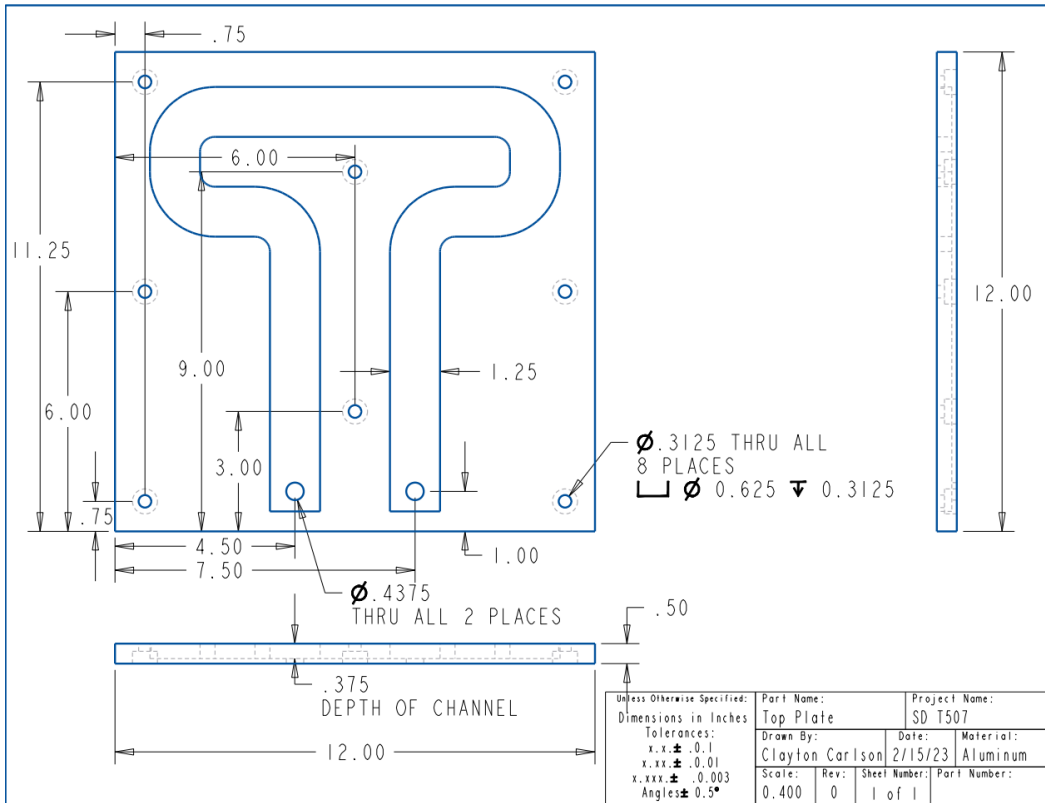 .75
6.00
11.25
9.00
12.00
1.25
6.00
3.00
Ø.3125 THRU ALL
8 PLACES
⌴ Ø 0.625 ↧ 0.3125
.75
4.50
1.00
7.50
Ø.4375
THRU ALL 2 PLACES
.50
.375
DEPTH OF CHANNEL
12.00
Unless Otherwise Specified:
Dimensions in Inches
Tolerances:
x.x.± .0.1
x.xx.± .0.01
x.xxx.± .0.003
Angles± 0.5°
Part Name:
Top Plate
Project Name:
SD T507
Drawn By:
Clayton Carlson
Date:
2/15/23
Material:
Aluminum
Scale:
0.400
Rev:
0
Sheet Number:
1 of 1
Part Number: